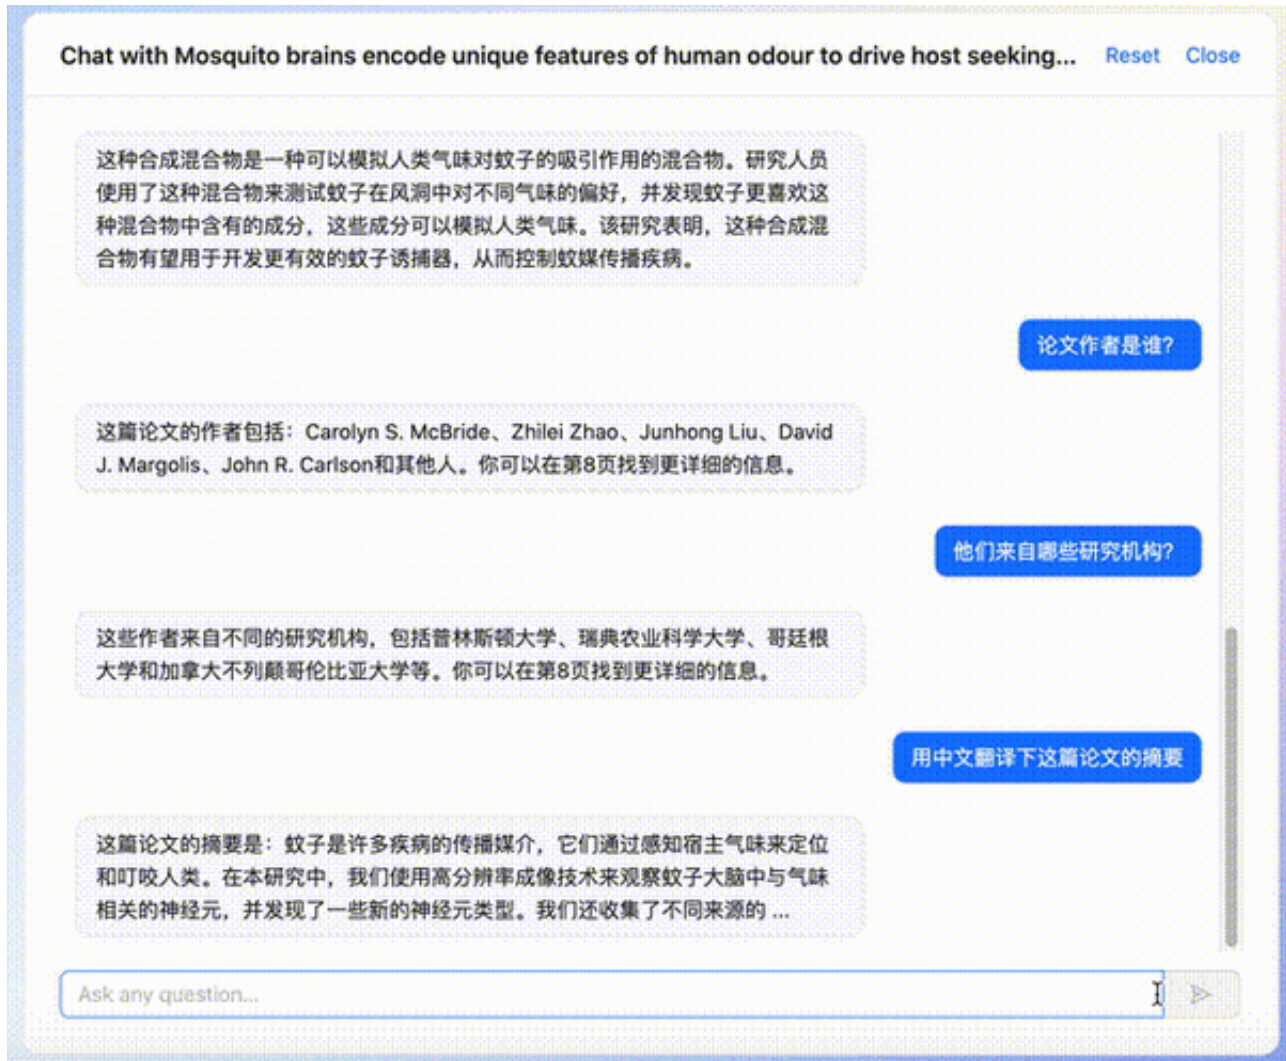 Chat with Mosquito brains encode unique features of human odour to drive host seeking... Reset Close
这种合成混合物是一种可以模拟人类气味对蚊子的吸引作用的混合物。研究人员
使用了这种混合物来测试蚊子在风洞中对不同气味的偏好，并发现蚊子更喜欢这
种混合物中含有的成分，这些成分可以模拟人类气味。该研究表明，这种合成混
合物有望用于开发更有效的蚊子诱捕器，从而控制蚊媒传播疾病。
论文作者是谁？
这篇论文的作者包括：Carolyn S. McBride、Zhilei Zhao、Junhong Liu、David
J. Margolis、John R. Carlson和其他人。你可以在第8页找到更详细的信息。
他们来自哪些研究机构？
这些作者来自不同的研究机构，包括普林斯顿大学、瑞典农业科学大学、哥廷根
大学和加拿大不列颠哥伦比亚大学等。你可以在第8页找到更详细的信息。
用中文翻译下这篇论文的摘要
这篇论文的摘要是：蚊子是许多疾病的传播媒介，它们通过感知宿主气味来定位
和叮咬人类。在本研究中，我们使用高分辨率成像技术来观察蚊子大脑中与气味
相关的神经元，并发现了一些新的神经元类型。我们还收集了不同来源的 ...
Ask any question...